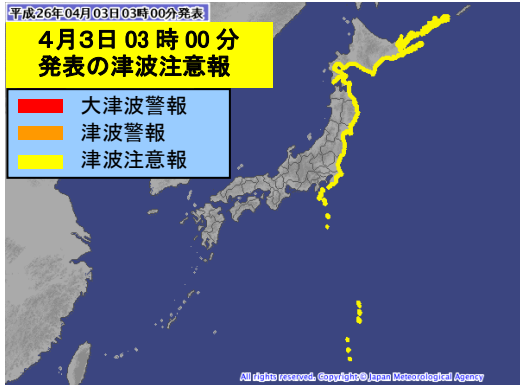 平成26年04月03日03時00分発表
４月３日 03 時 00 分
発表の津波注意報
大津波警報
津波警報
津波注意報
All rights reserved. Copyright© Japan Meteorological Agency